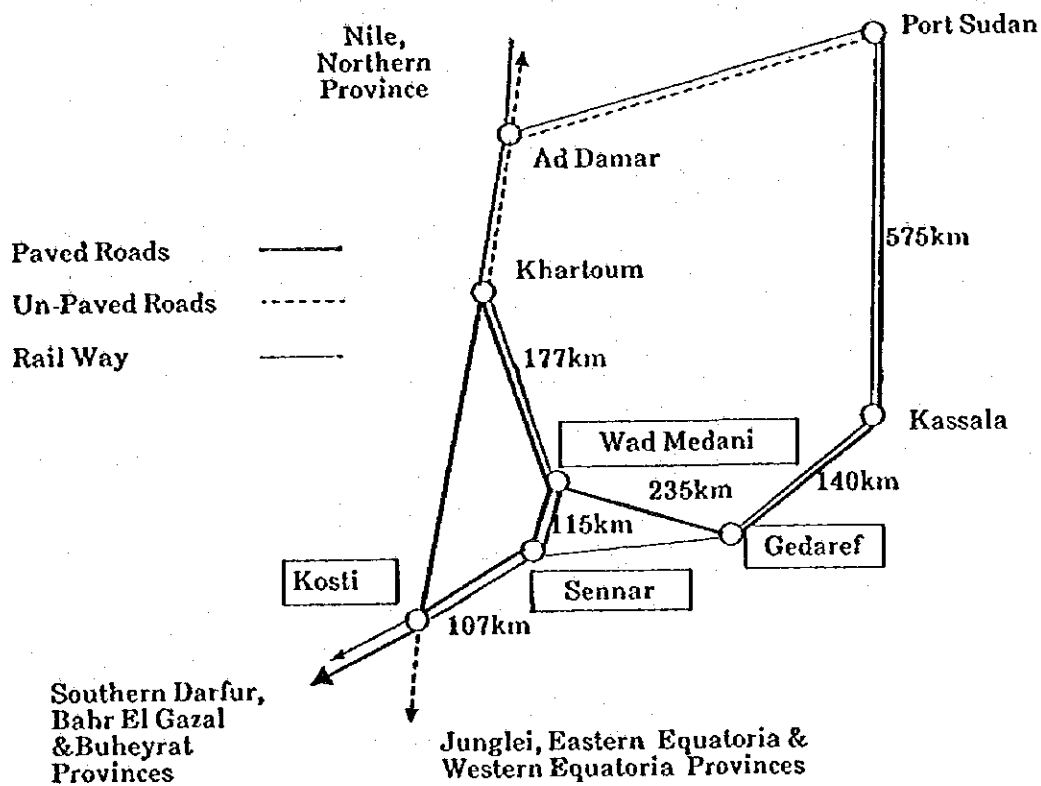 Nile,
Northern
Province
Port Sudan
Ad Damar
575km
Paved Roads
Un-Paved Roads
Rail Way
Khartoum
177km
Kassala
Wad Medani
235km
140km
115km
Gedaref
Kosti
Sennar
107km
Southern Darfur,
Bahr El Gazal
&Buheyrat
Provinces
Junglei, Eastern Equatoria &
Western Equatoria Provinces